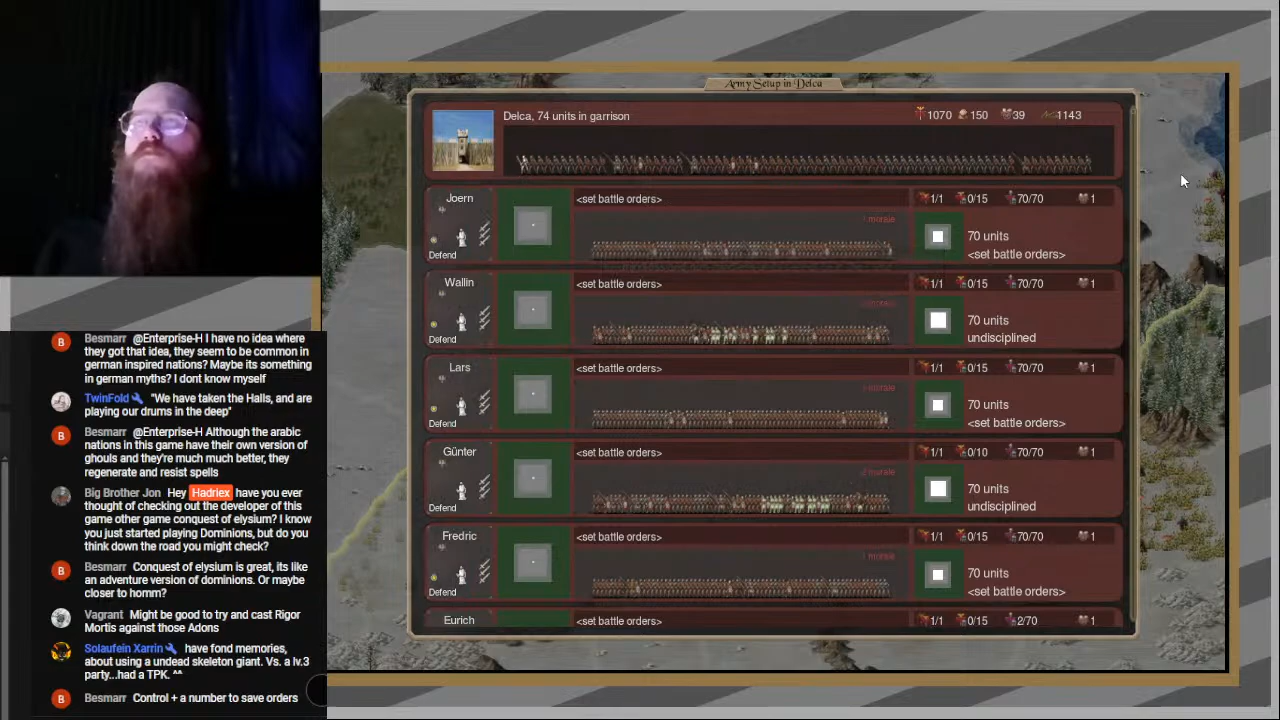 Army Setup in Delca
Delca, 74 units in garrison
1070 150 39 1143
Joern
<set battle orders>
1/1 0/15 70/70 1
morale
70 units
<set battle orders>
Defend
Wallin
<set battle orders>
1/1 0/15 70/70 1
morale
70 units
undisciplined
Defend
Lars
<set battle orders>
1/1 0/15 70/70 1
morale
70 units
<set battle orders>
Defend
Günter
<set battle orders>
1/1 0/10 70/70 1
morale
70 units
undisciplined
Defend
Fredric
<set battle orders>
1/1 0/15 70/70 1
morale
70 units
<set battle orders>
Defend
Eurich
<set battle orders>
1/1 0/15 2/70 1
B Besmarr @Enterprise-H I have no idea where
they got that idea, they seem to be common in
german inspired nations? Maybe its something
in german myths? I dont know myself
TwinFold "We have taken the Halls, and are
playing our drums in the deep"
B Besmarr @Enterprise-H Although the arabic
nations in this game have their own version of
ghouls and they're much much better, they
regenerate and resist spells
Big Brother Jon Hey Hadriex have you ever
thought of checking out the developer of this
game other game conquest of elysium? I know
you just started playing Dominions, but do you
think down the road you might check?
B Besmarr Conquest of elysium is great, its like
an adventure version of dominions. Or maybe
closer to homm?
Vagrant Might be good to try and cast Rigor
Mortis against those Adons
Solaufein Xarrin have fond memories,
about using a undead skeleton giant. Vs. a lv.3
party...had a TPK. ^^
B Besmarr Control + a number to save orders